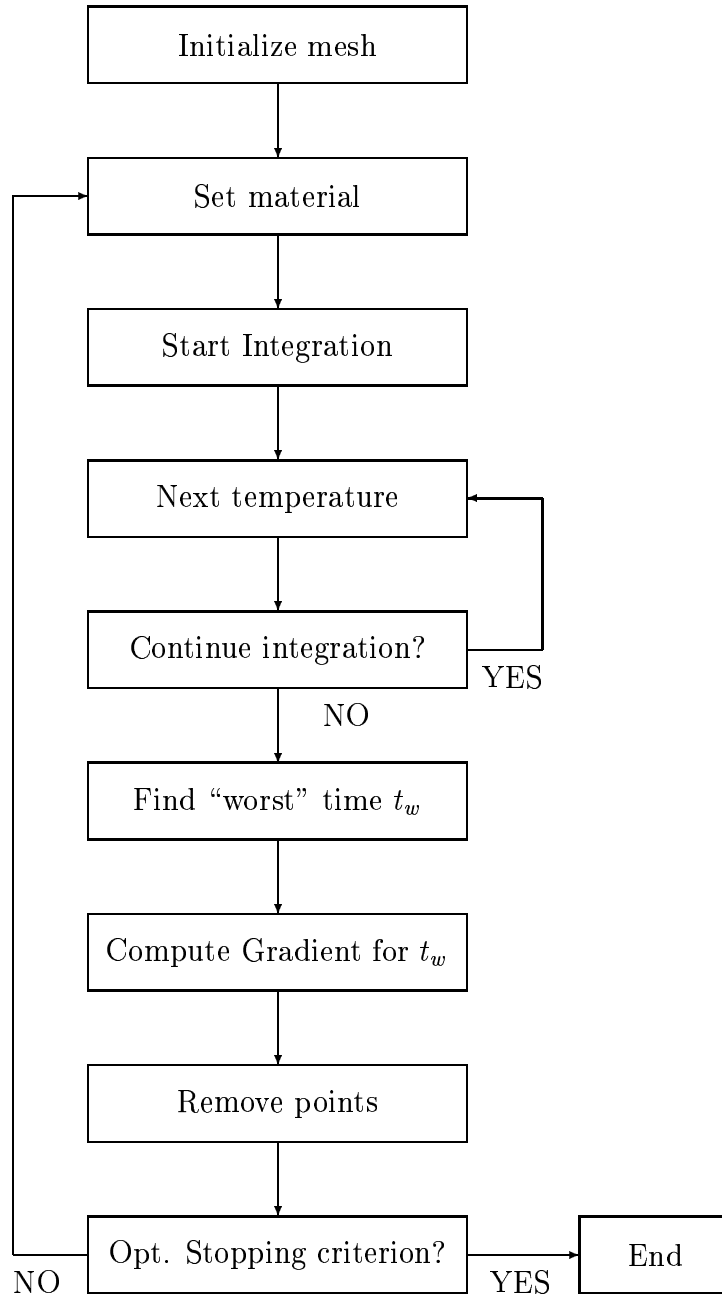 Initialize mesh
Set material
Start Integration
Next temperature
Continue integration?
YES
NO
Find “worst” time t_w
Compute Gradient for t_w
Remove points
Opt. Stopping criterion?
End
NO
YES